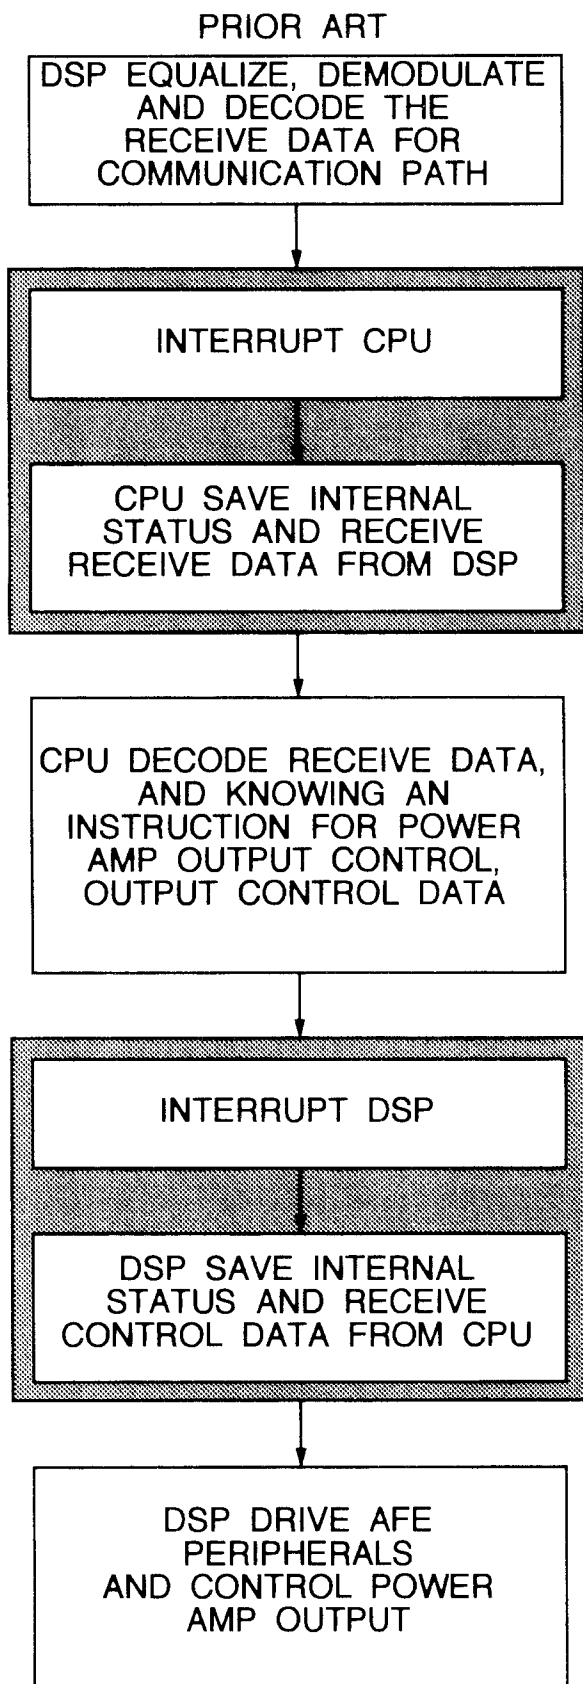 PRIOR ART
DSP EQUALIZE, DEMODULATE
AND DECODE THE
RECEIVE DATA FOR
COMMUNICATION PATH
INTERRUPT CPU
CPU SAVE INTERNAL
STATUS AND RECEIVE
RECEIVE DATA FROM DSP
CPU DECODE RECEIVE DATA,
AND KNOWING AN
INSTRUCTION FOR POWER
AMP OUTPUT CONTROL,
OUTPUT CONTROL DATA
INTERRUPT DSP
DSP SAVE INTERNAL
STATUS AND RECEIVE
CONTROL DATA FROM CPU
DSP DRIVE AFE
PERIPHERALS
AND CONTROL POWER
AMP OUTPUT